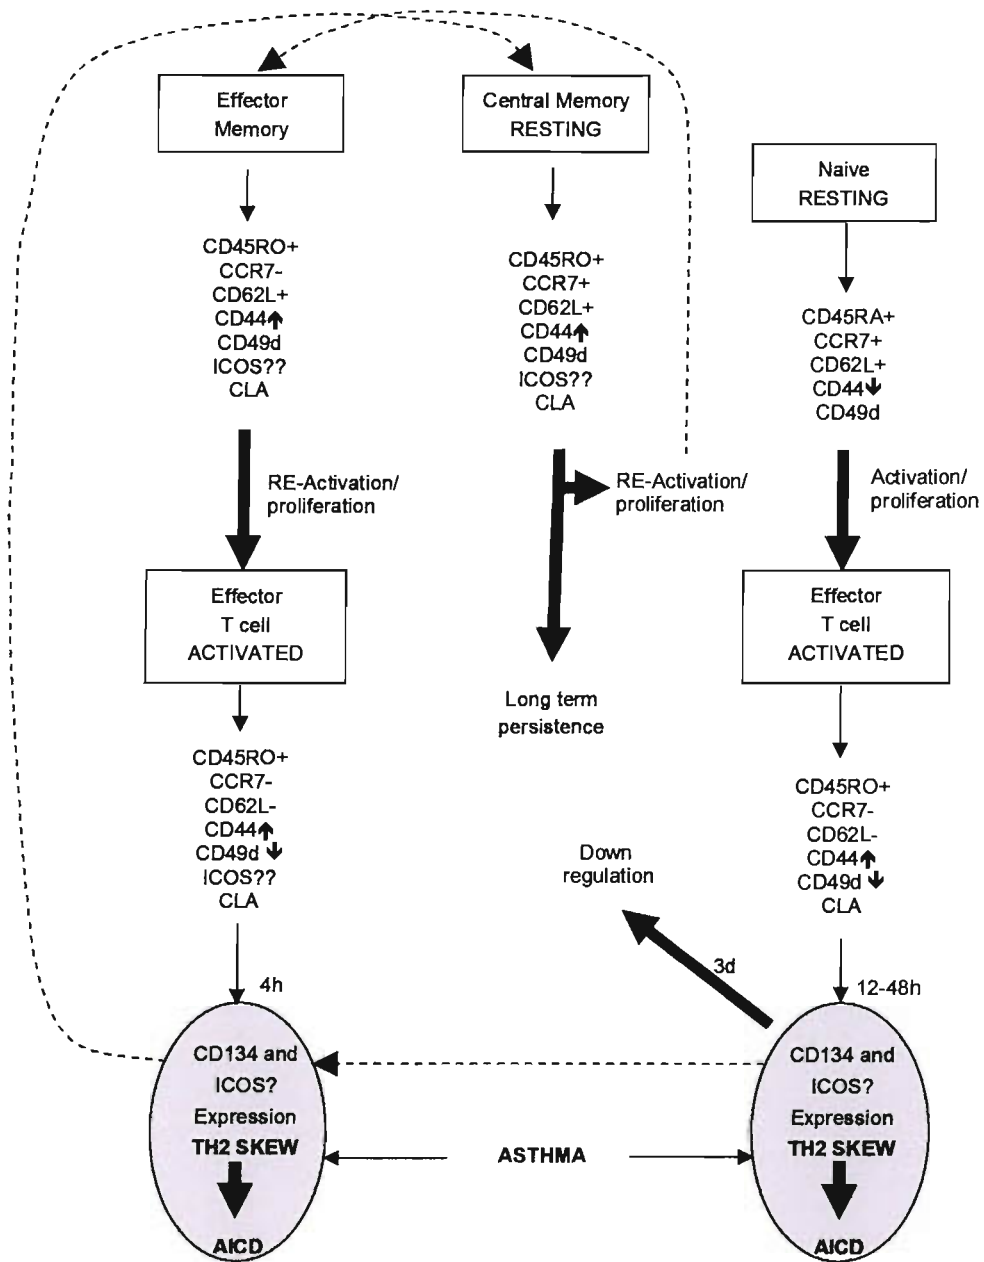 Effector
Memory
CD45RO+
CCR7-
CD62L+
CD44↑
CD49d
ICOS??
CLA
RE-Activation/
proliferation
Effector
T cell
ACTIVATED
CD45RO+
CCR7-
CD62L-
CD44↑
CD49d↓
ICOS??
CLA
4h
CD134 and
ICOS?
Expression
TH2 SKEW
AICD
Central Memory
RESTING
CD45RO+
CCR7+
CD62L+
CD44↑
CD49d
ICOS??
CLA
RE-Activation/
proliferation
Long term
persistence
Down
regulation
3d
ASTHMA
Naive
RESTING
CD45RA+
CCR7+
CD62L+
CD44↓
CD49d
Activation/
proliferation
Effector
T cell
ACTIVATED
CD45RO+
CCR7-
CD62L-
CD44↑
CD49d↓
CLA
12-48h
CD134 and
ICOS?
Expression
TH2 SKEW
AICD